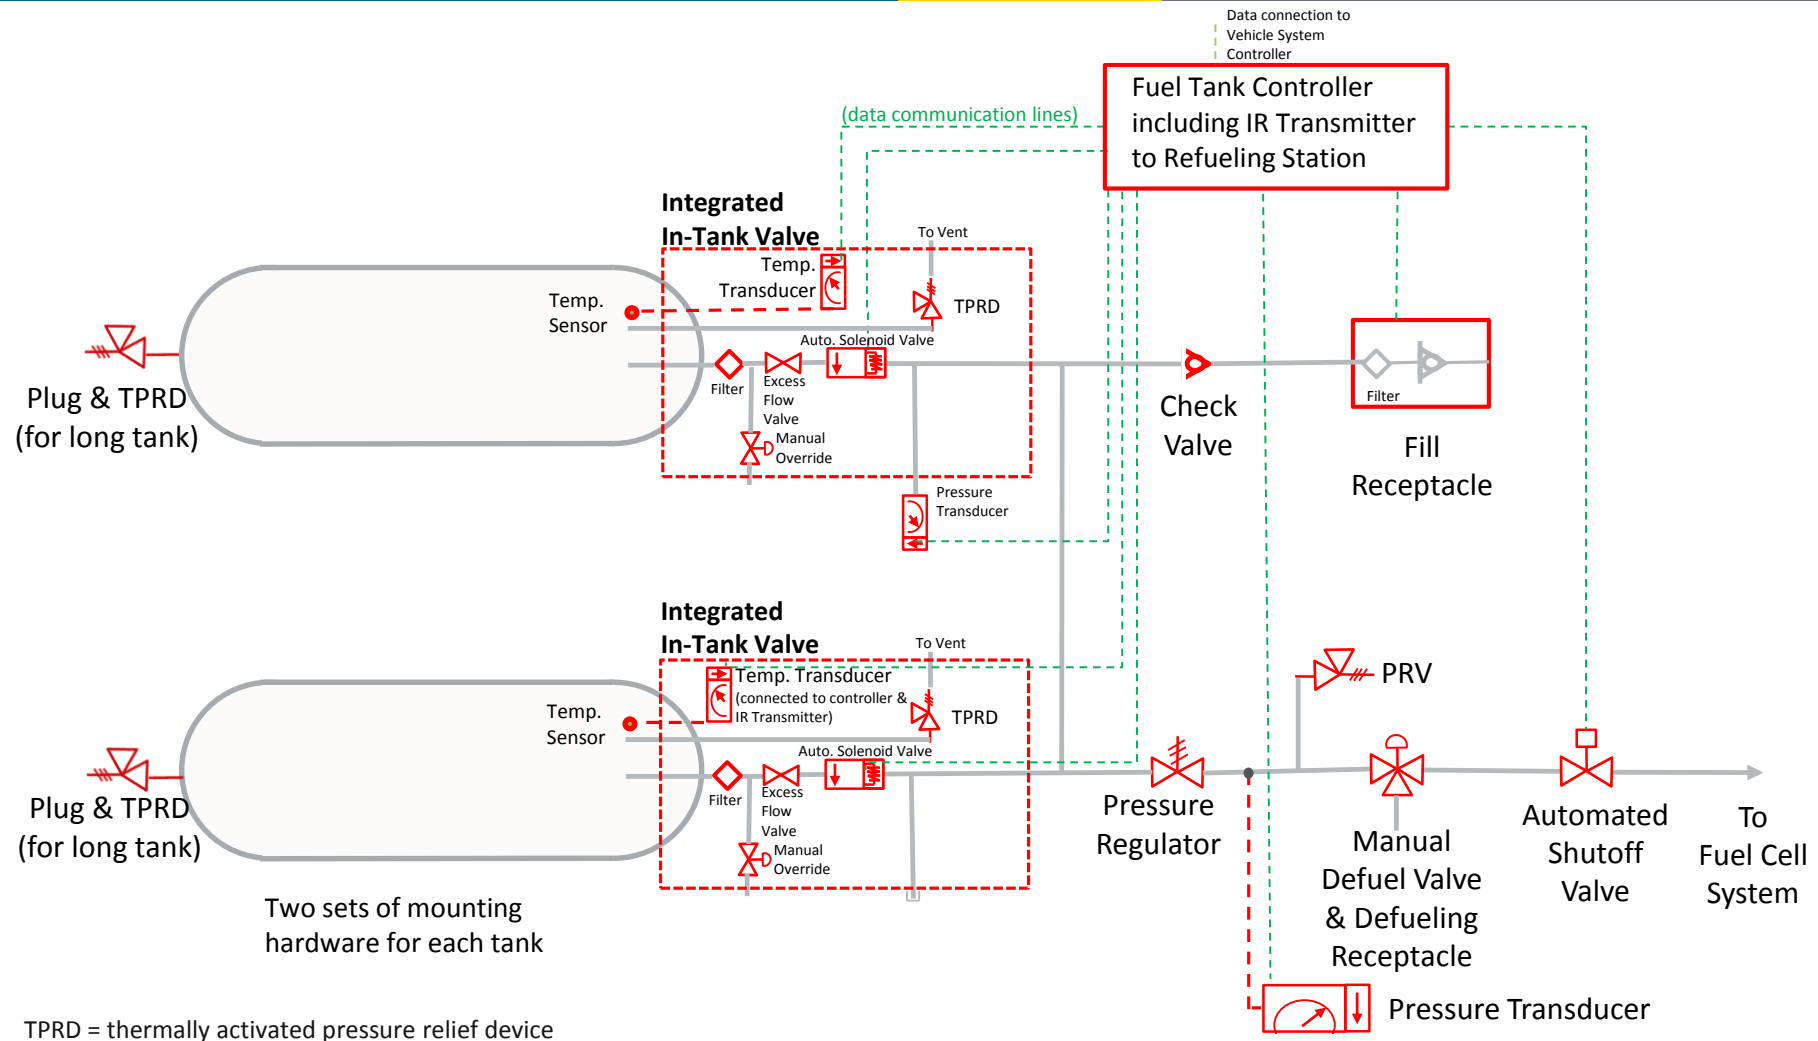 Data connection to
Vehicle System
Controller
Fuel Tank Controller
including IR Transmitter
to Refueling Station
(data communication lines)
Integrated
In-Tank Valve
To Vent
Temp.
Transducer
TPRD
Temp.
Sensor
Auto. Solenoid Valve
Filter
Excess
Flow
Valve
Manual
Override
Plug & TPRD
(for long tank)
Check
Valve
Filter
Fill
Receptacle
Pressure
Transducer
Integrated
In-Tank Valve
To Vent
Temp. Transducer
(connected to controller &
IR Transmitter)
TPRD
Temp.
Sensor
Auto. Solenoid Valve
Filter
Excess
Flow
Valve
Manual
Override
Plug & TPRD
(for long tank)
PRV
Pressure
Regulator
Manual
Defuel Valve
& Defueling
Receptacle
Automated
Shutoff
Valve
To
Fuel Cell
System
Two sets of mounting
hardware for each tank
Pressure Transducer
TPRD = thermally activated pressure relief device